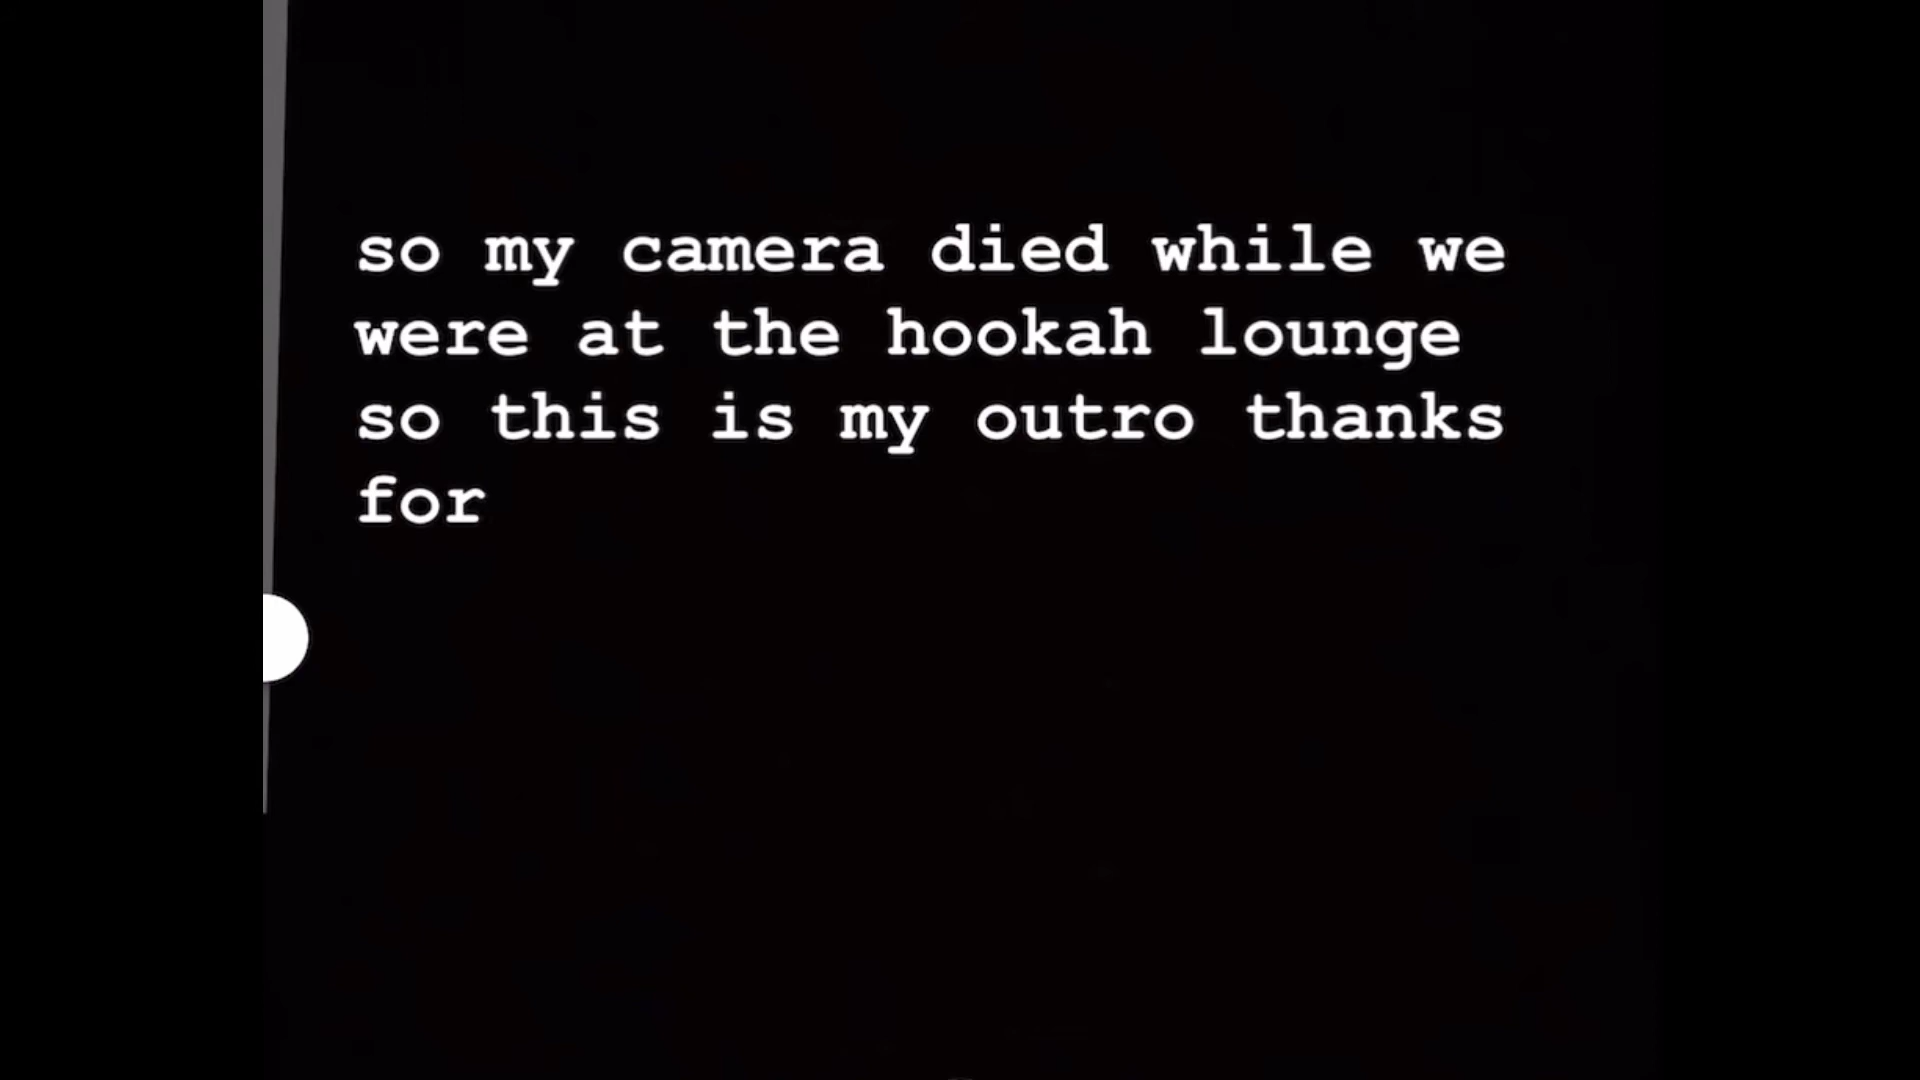 so my camera died while we
were at the hookah lounge
so this is my outro thanks
for